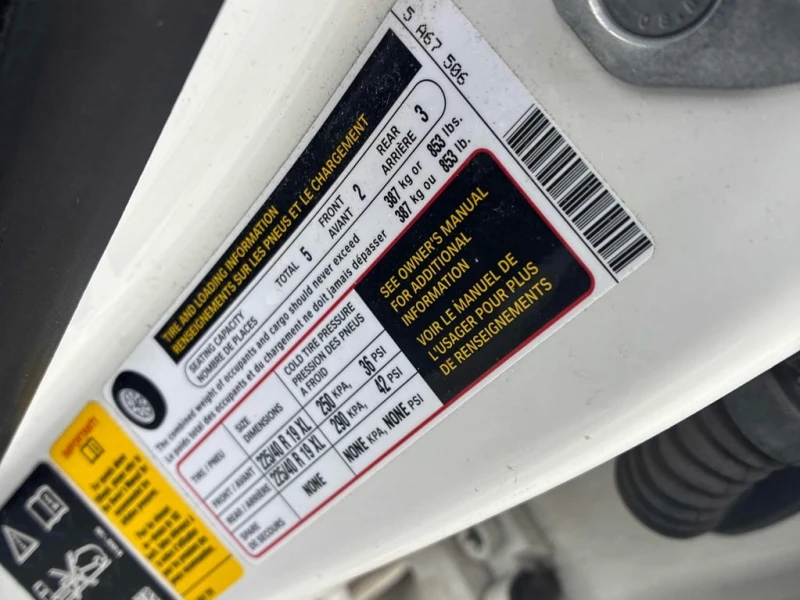 5 A67 506
TIRE AND LOADING INFORMATION
RENSEIGNEMENTS SUR LES PNEUS ET LE CHARGEMENT
SEATING CAPACITY
NOMBRE DE PLACES
TOTAL 5
FRONT
AVANT 2
REAR
ARRIÈRE 3
The combined weight of occupants and cargo should never exceed 387 kg or 853 lbs.
Le poids total des occupants et du chargement ne doit jamais dépasser 387 kg ou 853 lb.
TIRE / PNEU
SIZE
DIMENSIONS
COLD TIRE PRESSURE
PRESSION DES PNEUS
A FROID
FRONT / AVANT 225/40 R 19 XL 250 KPA, 36 PSI
REAR / ARRIÈRE 225/40 R 19 XL 290 KPA, 42 PSI
SPARE
DE SECOURS
NONE
NONE KPA, NONE PSI
SEE OWNER'S MANUAL
FOR ADDITIONAL
INFORMATION
VOIR LE MANUEL DE
L'USAGER POUR PLUS
DE RENSEIGNEMENTS
IMPORTANT!